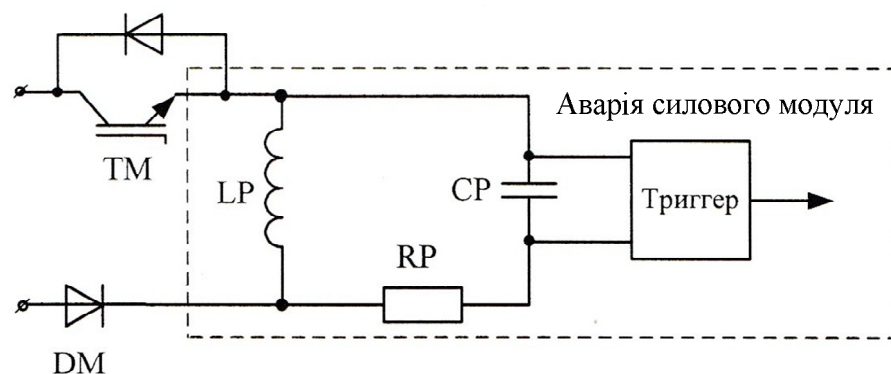 Аварія силового модуля
TM
LP
CP
Триггер
RP
DM